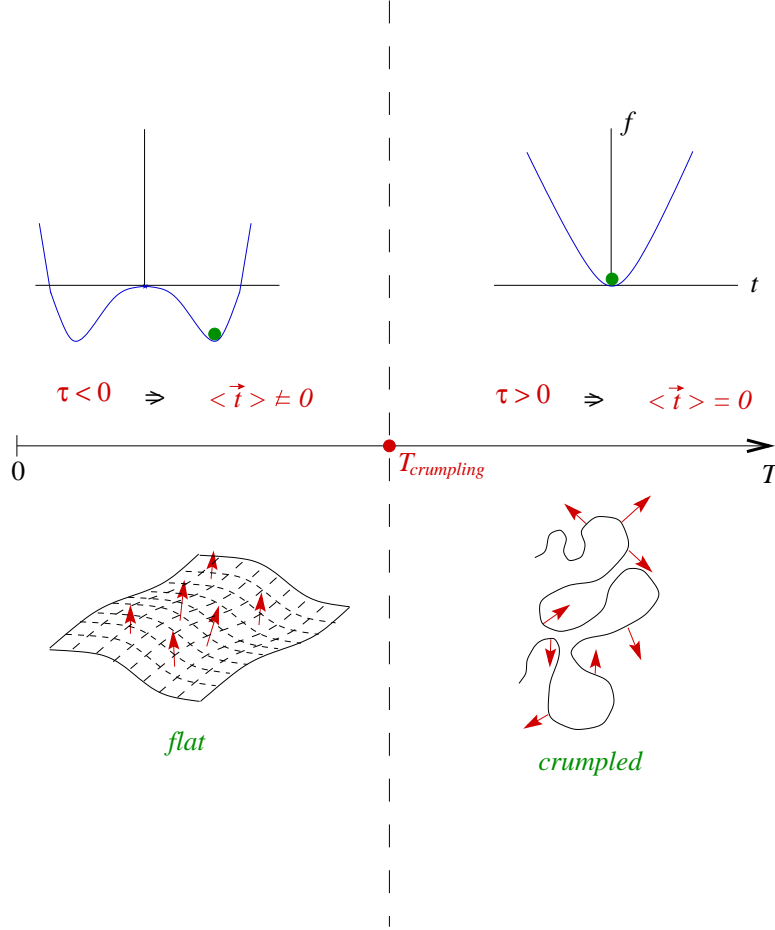 f
t
τ < 0 ⇒ < t⃗ > ≠ 0
τ > 0 ⇒ < t⃗ > = 0
0
T_crumpling
T
flat
crumpled